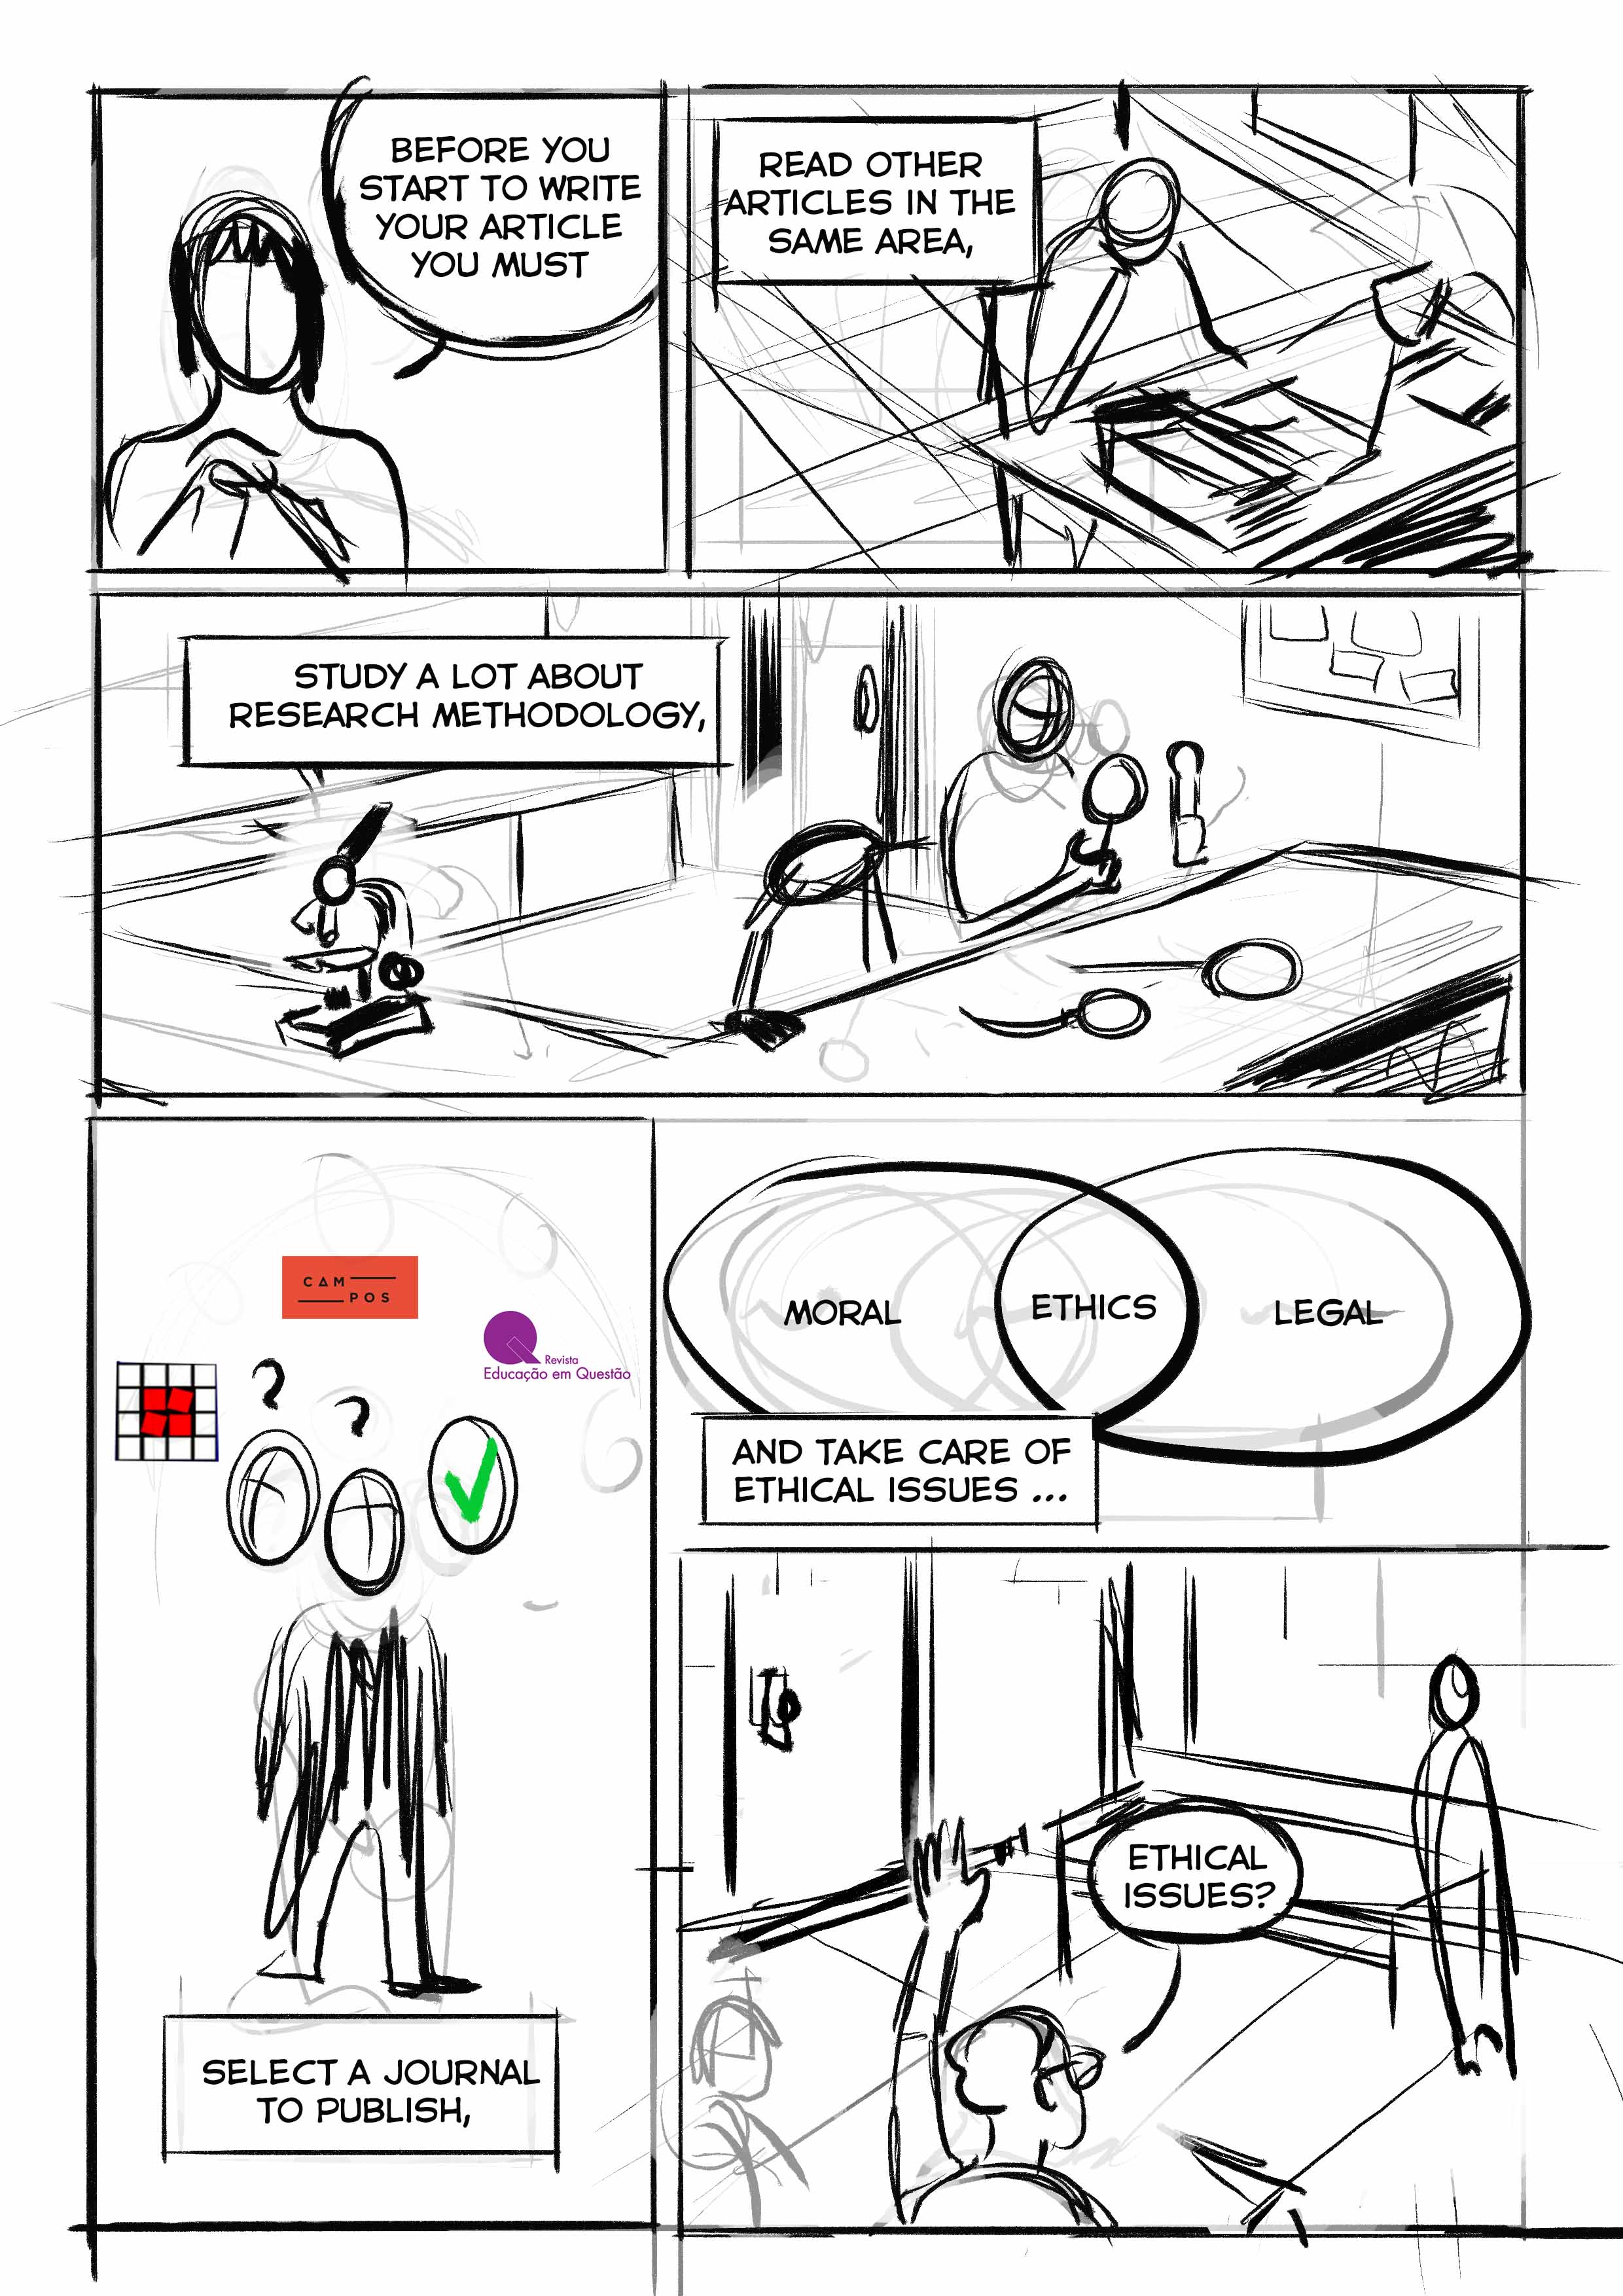 BEFORE YOU
START TO WRITE
YOUR ARTICLE
YOU MUST
READ OTHER
ARTICLES IN THE
SAME AREA,
STUDY A LOT ABOUT
RESEARCH METHODOLOGY,
CAM
POS
Revista
Educação em Questão
?
?
SELECT A JOURNAL
TO PUBLISH,
MORAL
ETHICS
LEGAL
AND TAKE CARE OF
ETHICAL ISSUES ...
ETHICAL
ISSUES?